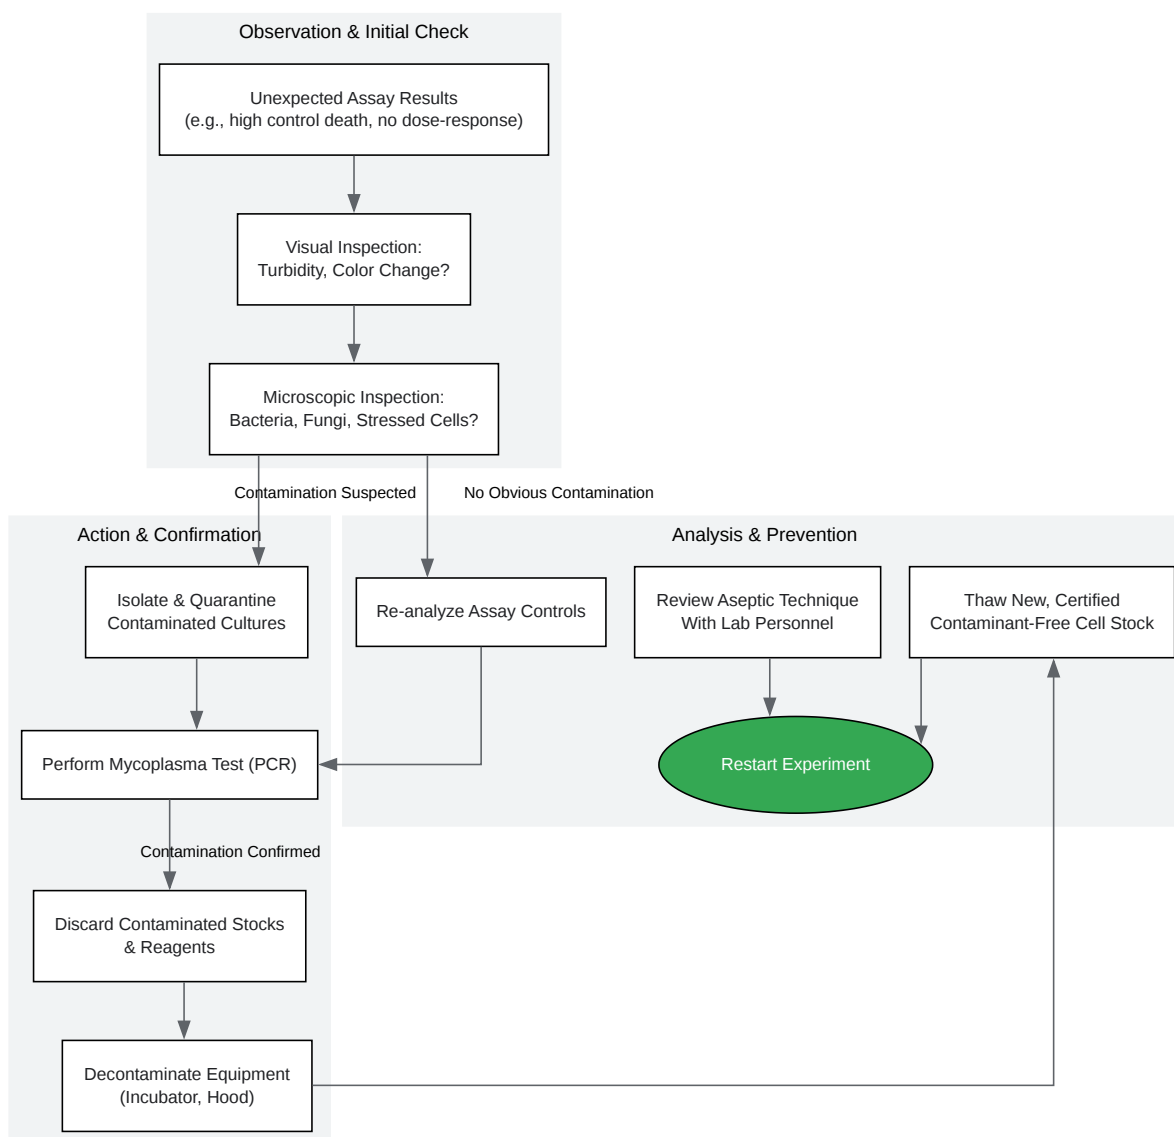 Observation & Initial Check
Unexpected Assay Results
(e.g., high control death, no dose-response)
Visual Inspection:
Turbidity, Color Change?
Microscopic Inspection:
Bacteria, Fungi, Stressed Cells?
Contamination Suspected
No Obvious Contamination
Action & Confirmation
Isolate & Quarantine
Contaminated Cultures
Perform Mycoplasma Test (PCR)
Contamination Confirmed
Discard Contaminated Stocks
& Reagents
Decontaminate Equipment
(Incubator, Hood)
Analysis & Prevention
Re-analyze Assay Controls
Review Aseptic Technique
With Lab Personnel
Thaw New, Certified
Contaminant-Free Cell Stock
Restart Experiment